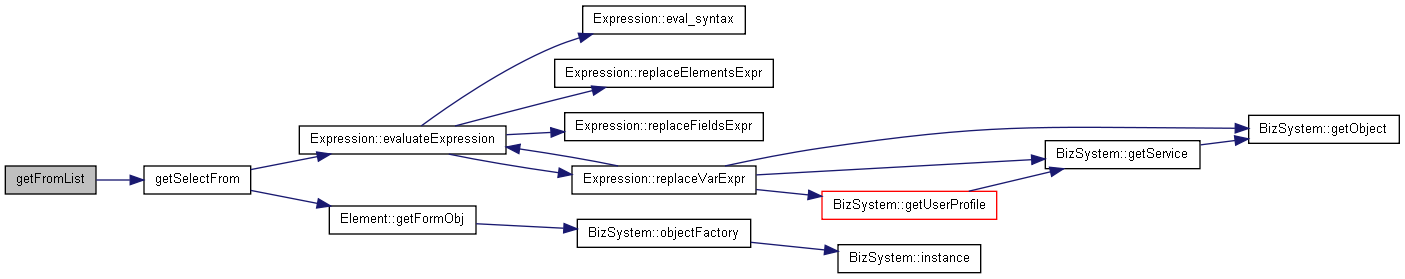 Expression::eval_syntax
Expression::replaceElementsExpr
Expression::evaluateExpression
Expression::replaceFieldsExpr
BizSystem::getObject
BizSystem::getService
getFromList
getSelectFrom
Expression::replaceVarExpr
BizSystem::getUserProfile
Element::getFormObj
BizSystem::objectFactory
BizSystem::instance